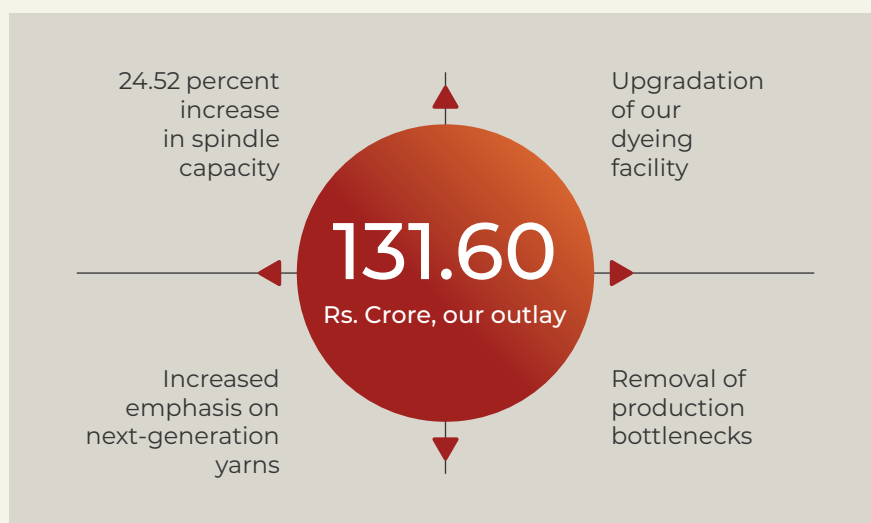 24.52 percent
increase
in spindle
capacity
Upgradation
of our
dyeing
facility
131.60
Rs. Crore, our outlay
Increased
emphasis on
next-generation
yarns
Removal of
production
bottlenecks